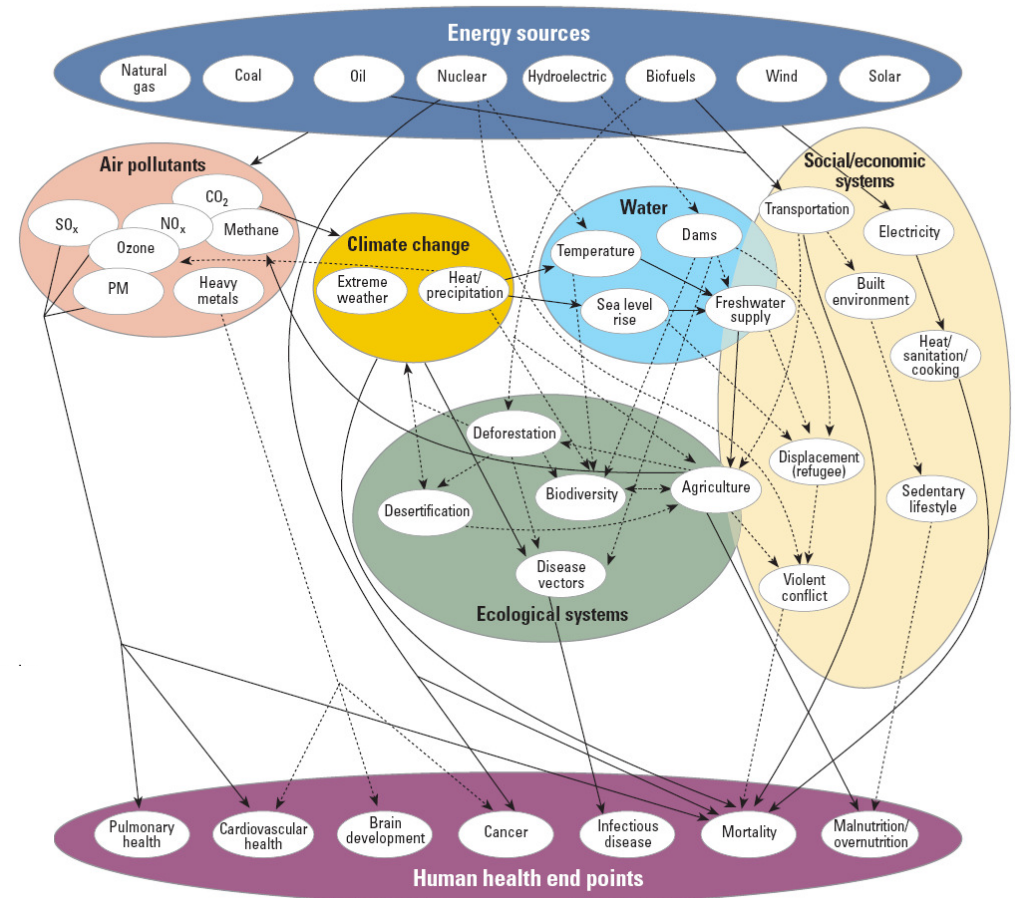 Energy sources
Natural
gas
Coal
Oil
Nuclear
Hydroelectric
Biofuels
Wind
Solar
Air pollutants
CO₂
SOₓ
NOₓ
Methane
Ozone
PM
Heavy
metals
Climate change
Extreme
weather
Heat/
precipitation
Water
Temperature
Dams
Sea level
rise
Freshwater
supply
Social/economic
systems
Transportation
Electricity
Built
environment
Heat/
sanitation/
cooking
Displacement
(refugee)
Sedentary
lifestyle
Violent
conflict
Deforestation
Desertification
Biodiversity
Agriculture
Disease
vectors
Ecological systems
Pulmonary
health
Cardiovascular
health
Brain
development
Cancer
Infectious
disease
Mortality
Malnutrition/
overnutrition
Human health end points